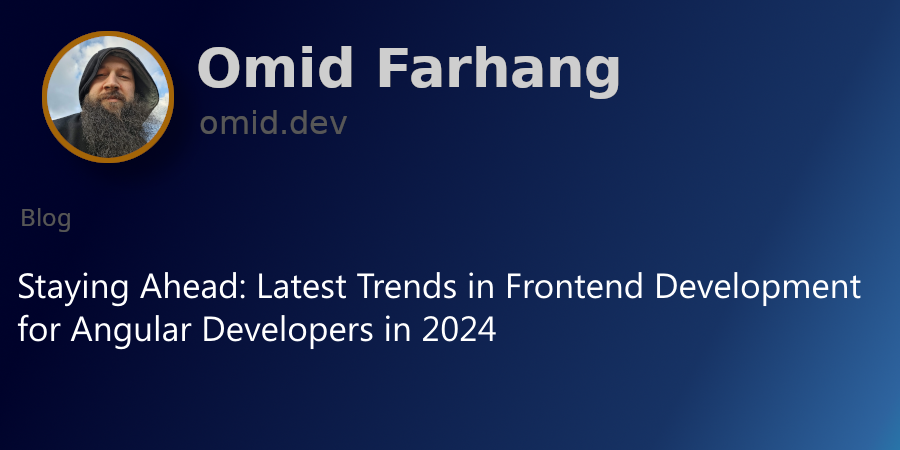 Omid Farhang
omid.dev
Blog
Staying Ahead: Latest Trends in Frontend Development
for Angular Developers in 2024